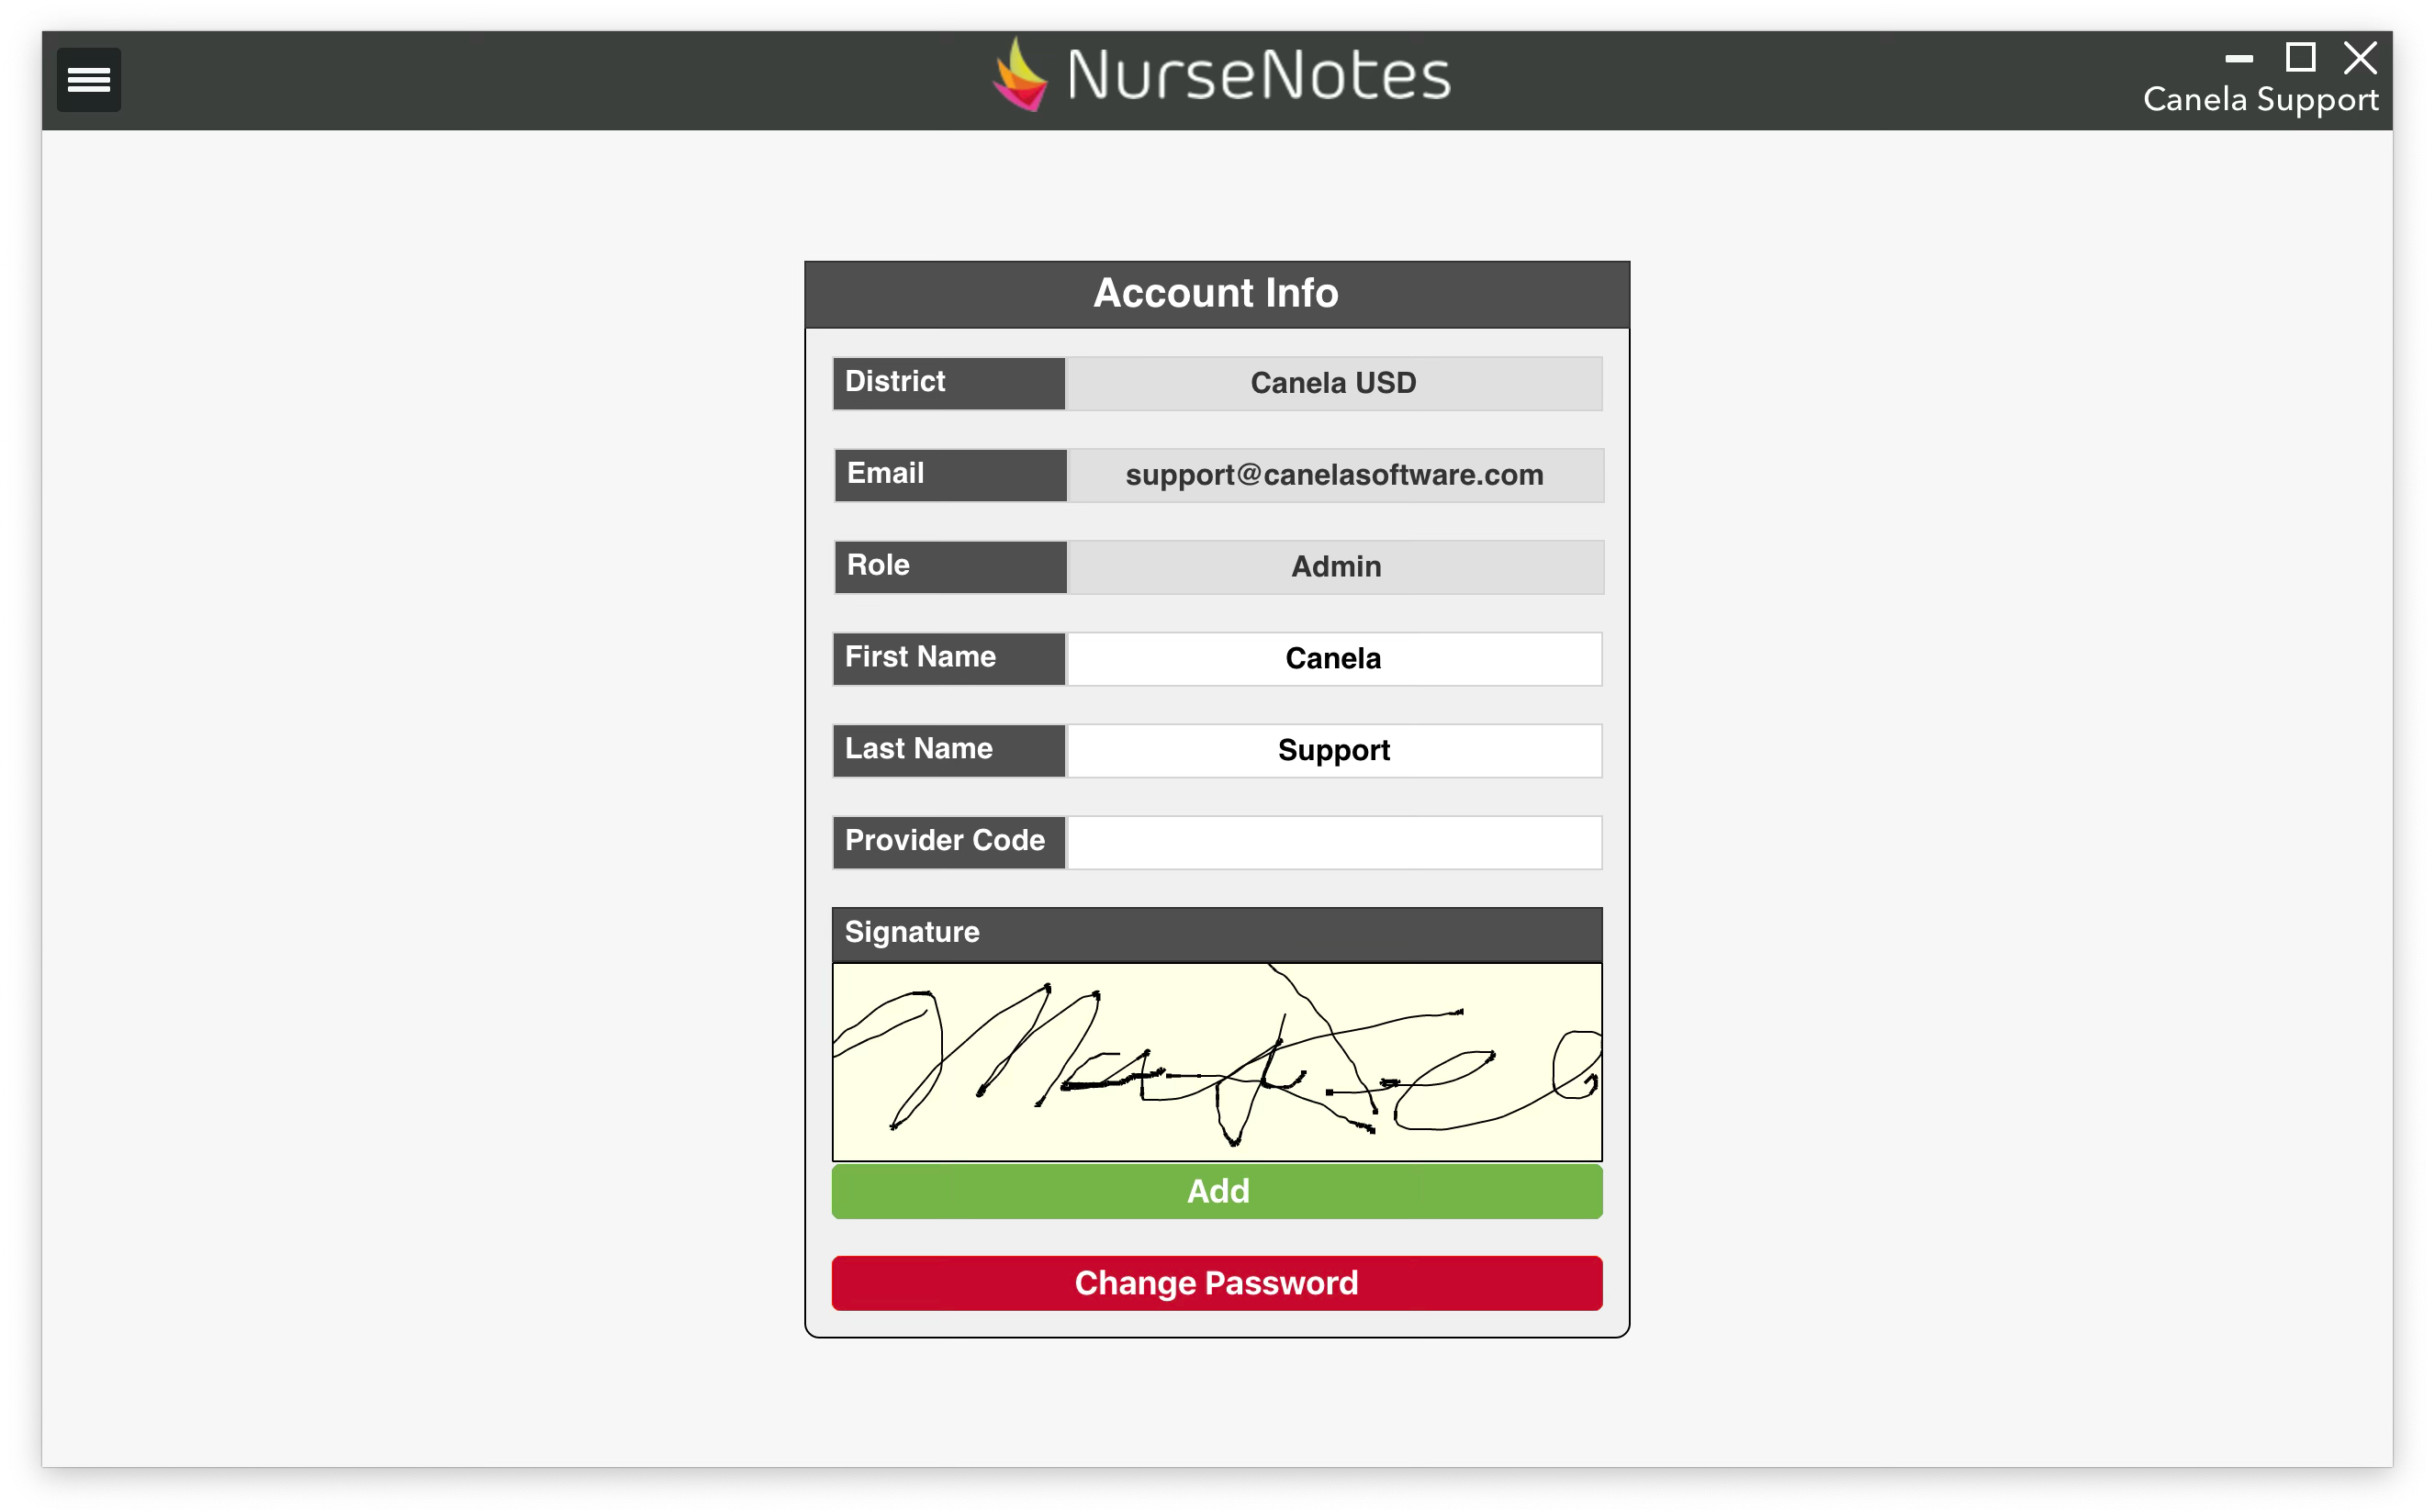 NurseNotes
Canela Support
Account Info
District Canela USD
Email support@canelasoftware.com
Role Admin
First Name Canela
Last Name Support
Provider Code
Signature
Add
Change Password